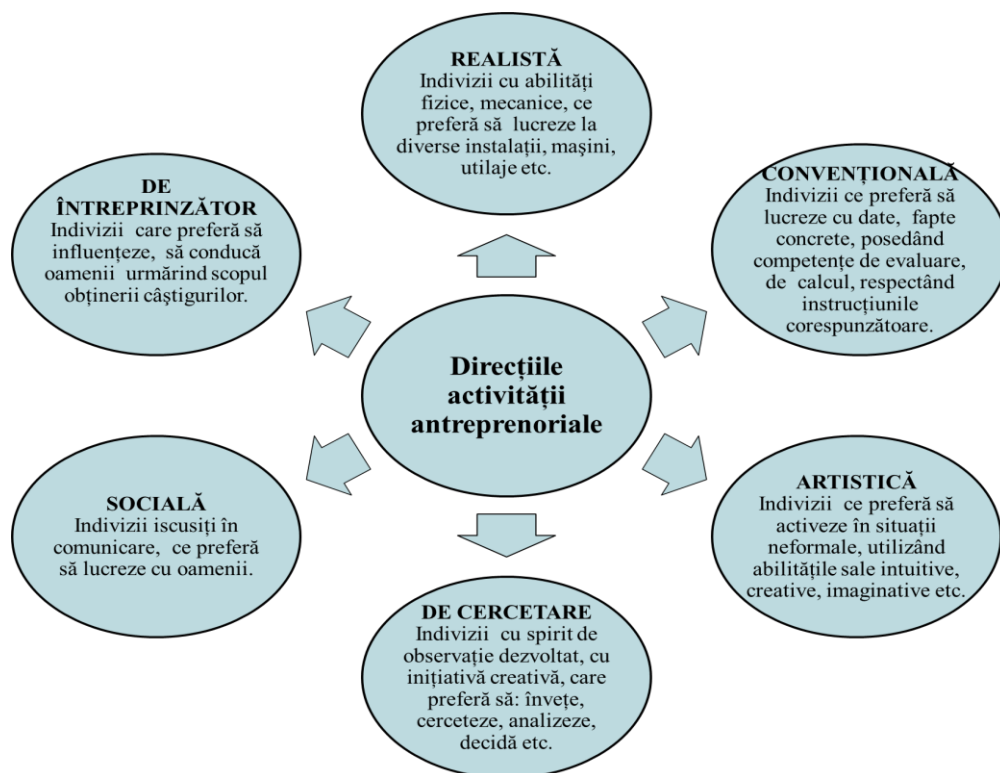 REALISTĂ
Indivizii cu abilități
fizice, mecanice, ce
preferă să lucreze la
diverse instalații, maşini,
utilaje etc.
DE
ÎNTREPRINZĂTOR
Indivizii care preferă să
influențeze, să conducă
oamenii urmărind scopul
obținerii câştigurilor.
CONVENȚIONALĂ
Indivizii ce preferă să
lucreze cu date, fapte
concrete, posedând
competențe de evaluare,
de calcul, respectând
instrucțiunile
corespunzătoare.
Direcțiile
activității
antreprenoriale
SOCIALĂ
Indivizii iscusiți în
comunicare, ce preferă
să lucreze cu oamenii.
ARTISTICĂ
Indivizii ce preferă să
activeze în situații
neformale, utilizând
abilitățile sale intuitive,
creative, imaginative etc.
DE CERCETARE
Indivizii cu spirit de
observație dezvoltat, cu
inițiativă creativă, care
preferă să: învețe,
cerceteze, analizeze,
decidă etc.